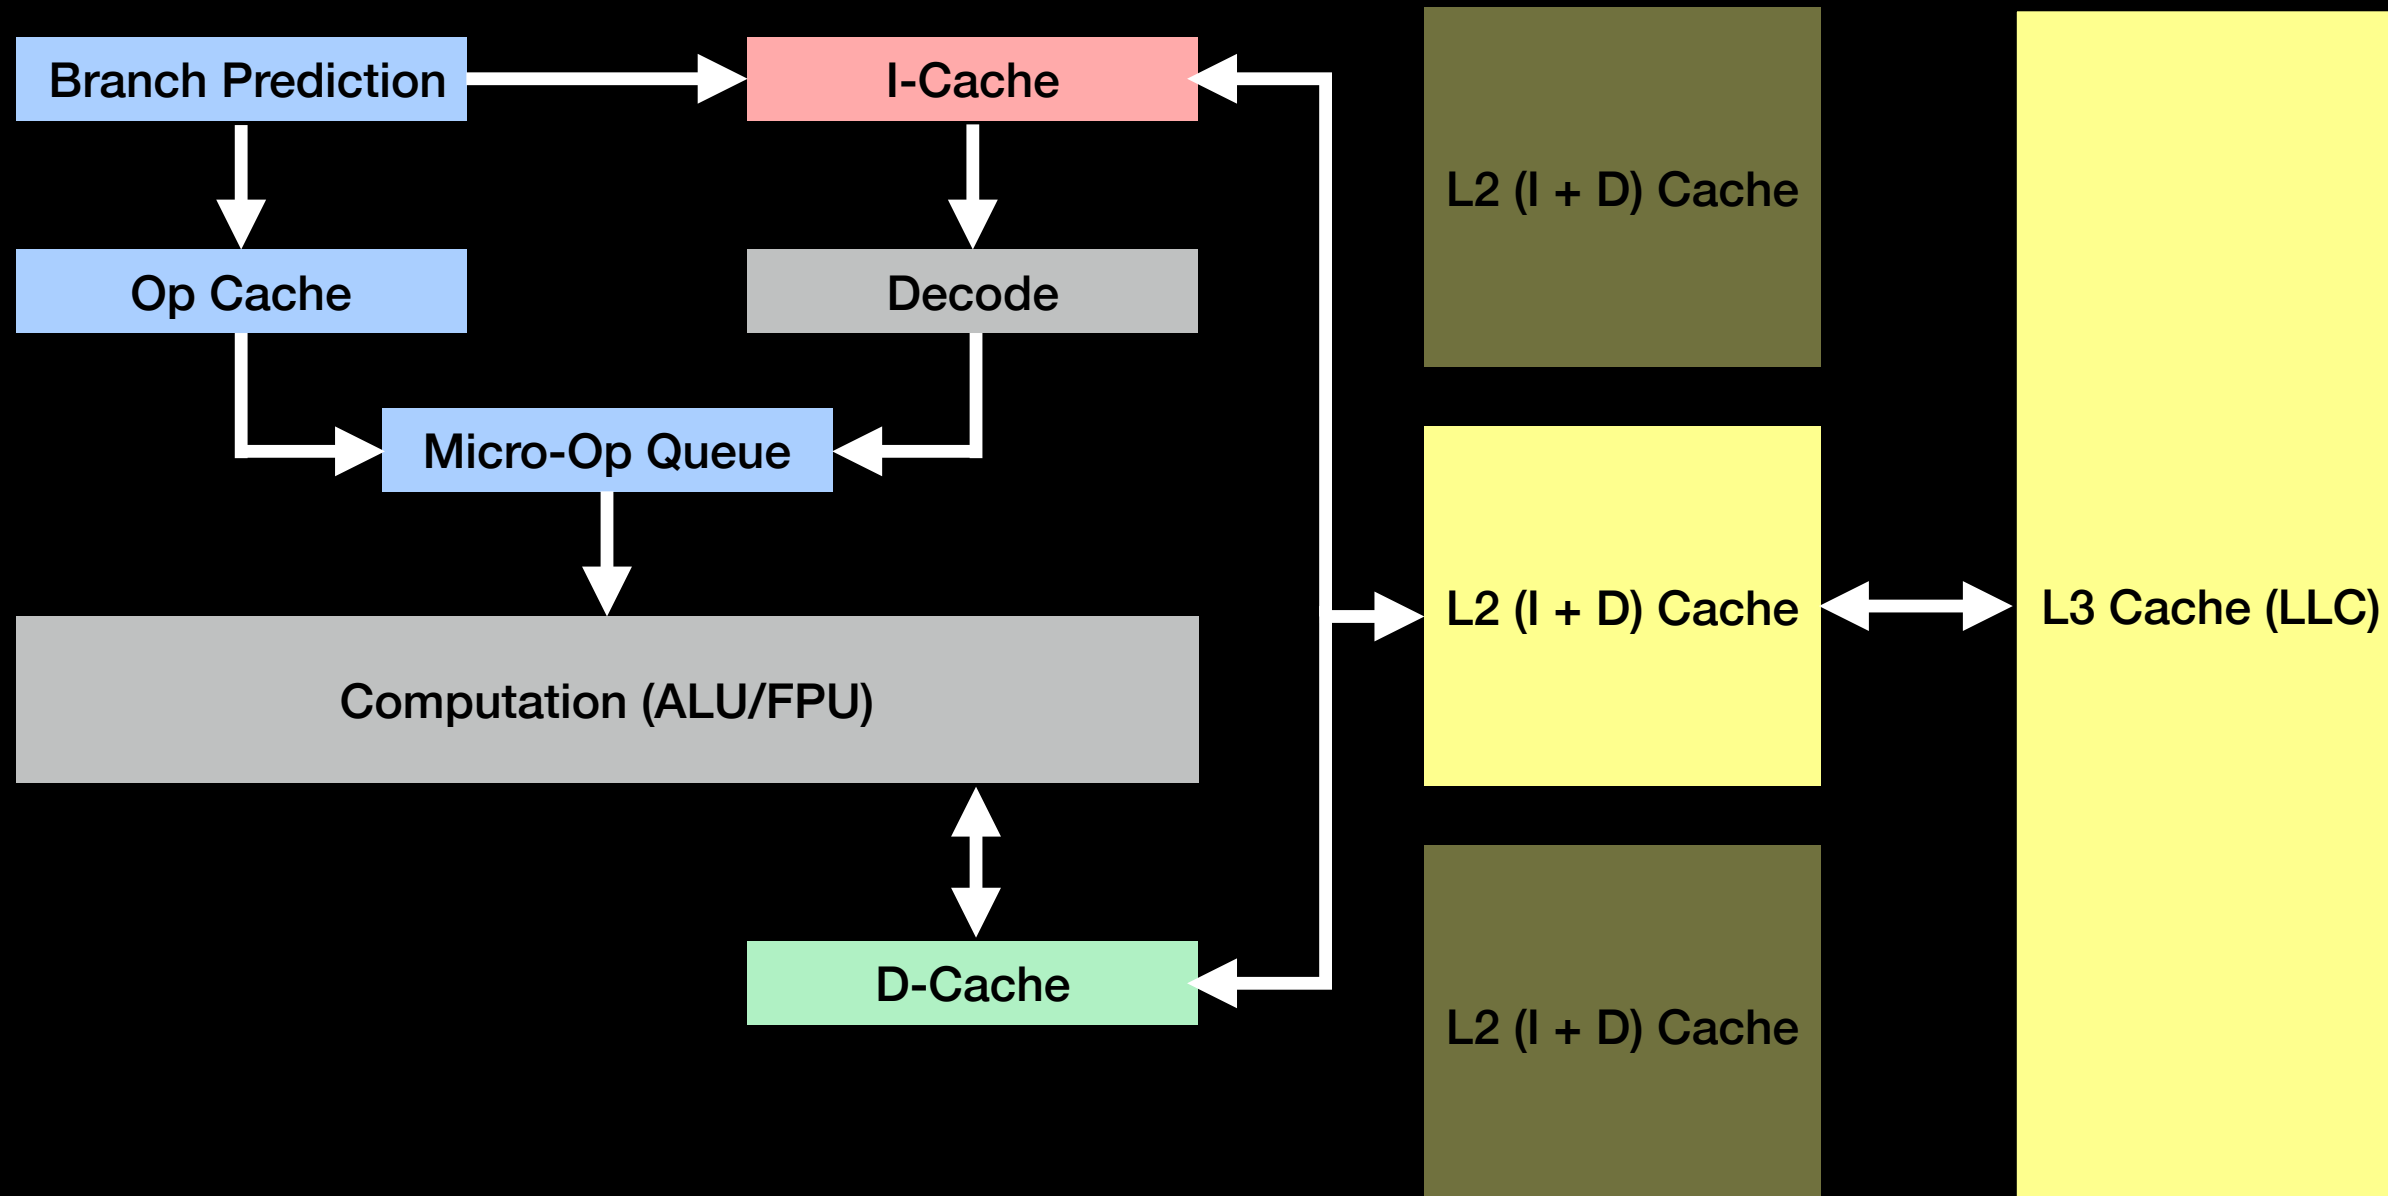 Branch Prediction
I-Cache
Op Cache
Decode
Micro-Op Queue
Computation (ALU/FPU)
D-Cache
L2 (I + D) Cache
L2 (I + D) Cache
L2 (I + D) Cache
L3 Cache (LLC)